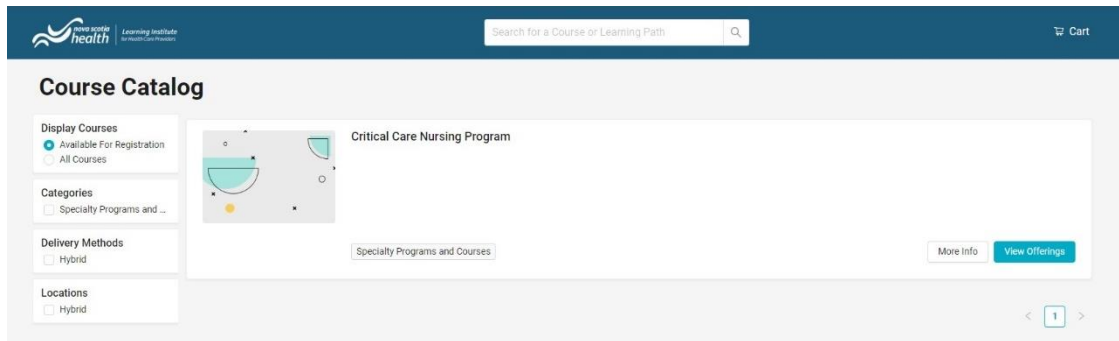 nova scotia
health
Learning Institute
for Health Care Providers
Search for a Course or Learning Path
Cart
Course Catalog
Display Courses
Available For Registration
All Courses
Categories
Specialty Programs and ...
Delivery Methods
Hybrid
Locations
Hybrid
Critical Care Nursing Program
Specialty Programs and Courses
More Info
View Offerings
< 1 >